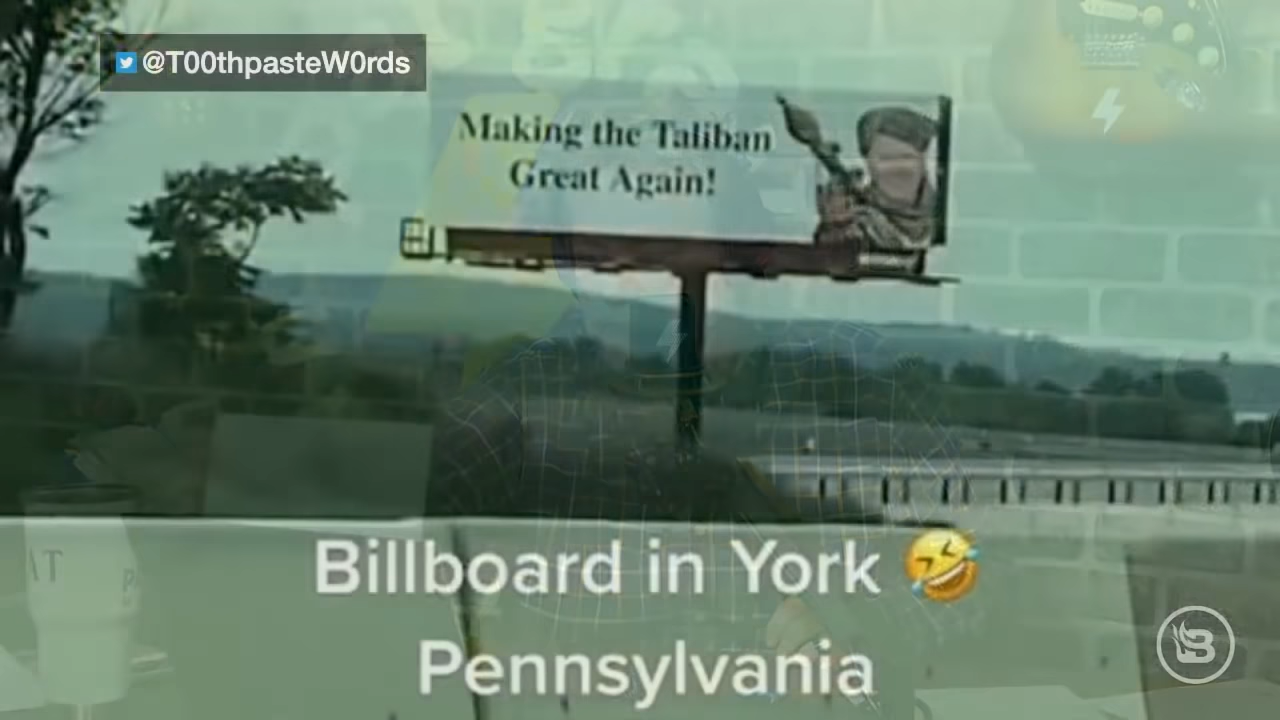 @T00thpasteW0rds
Making the Taliban
Great Again!
Billboard in York 🤣
Pennsylvania